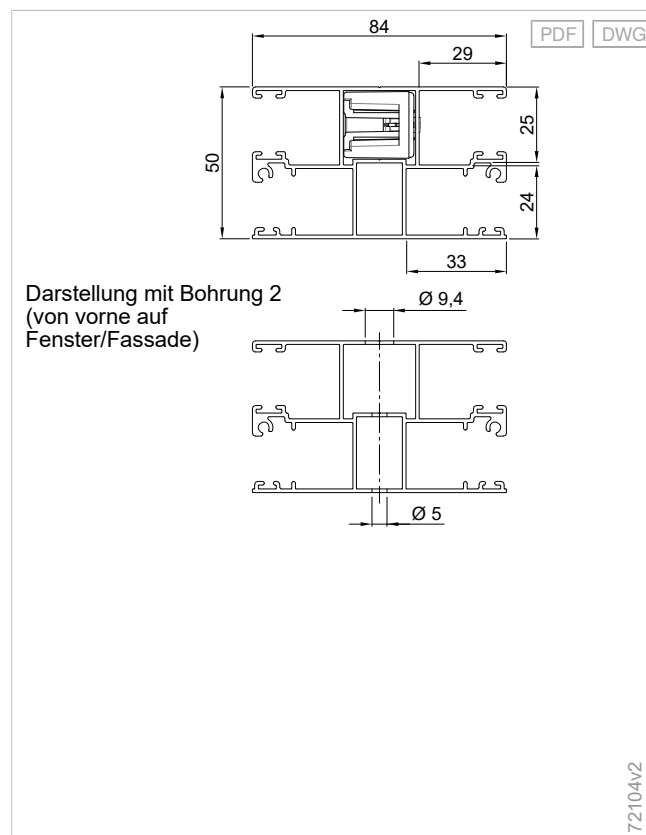 84
PDF
DWG
29
25
50
24
33
Darstellung mit Bohrung 2
(von vorne auf
Fenster/Fassade)
Ø 9,4
Ø 5
72104v2